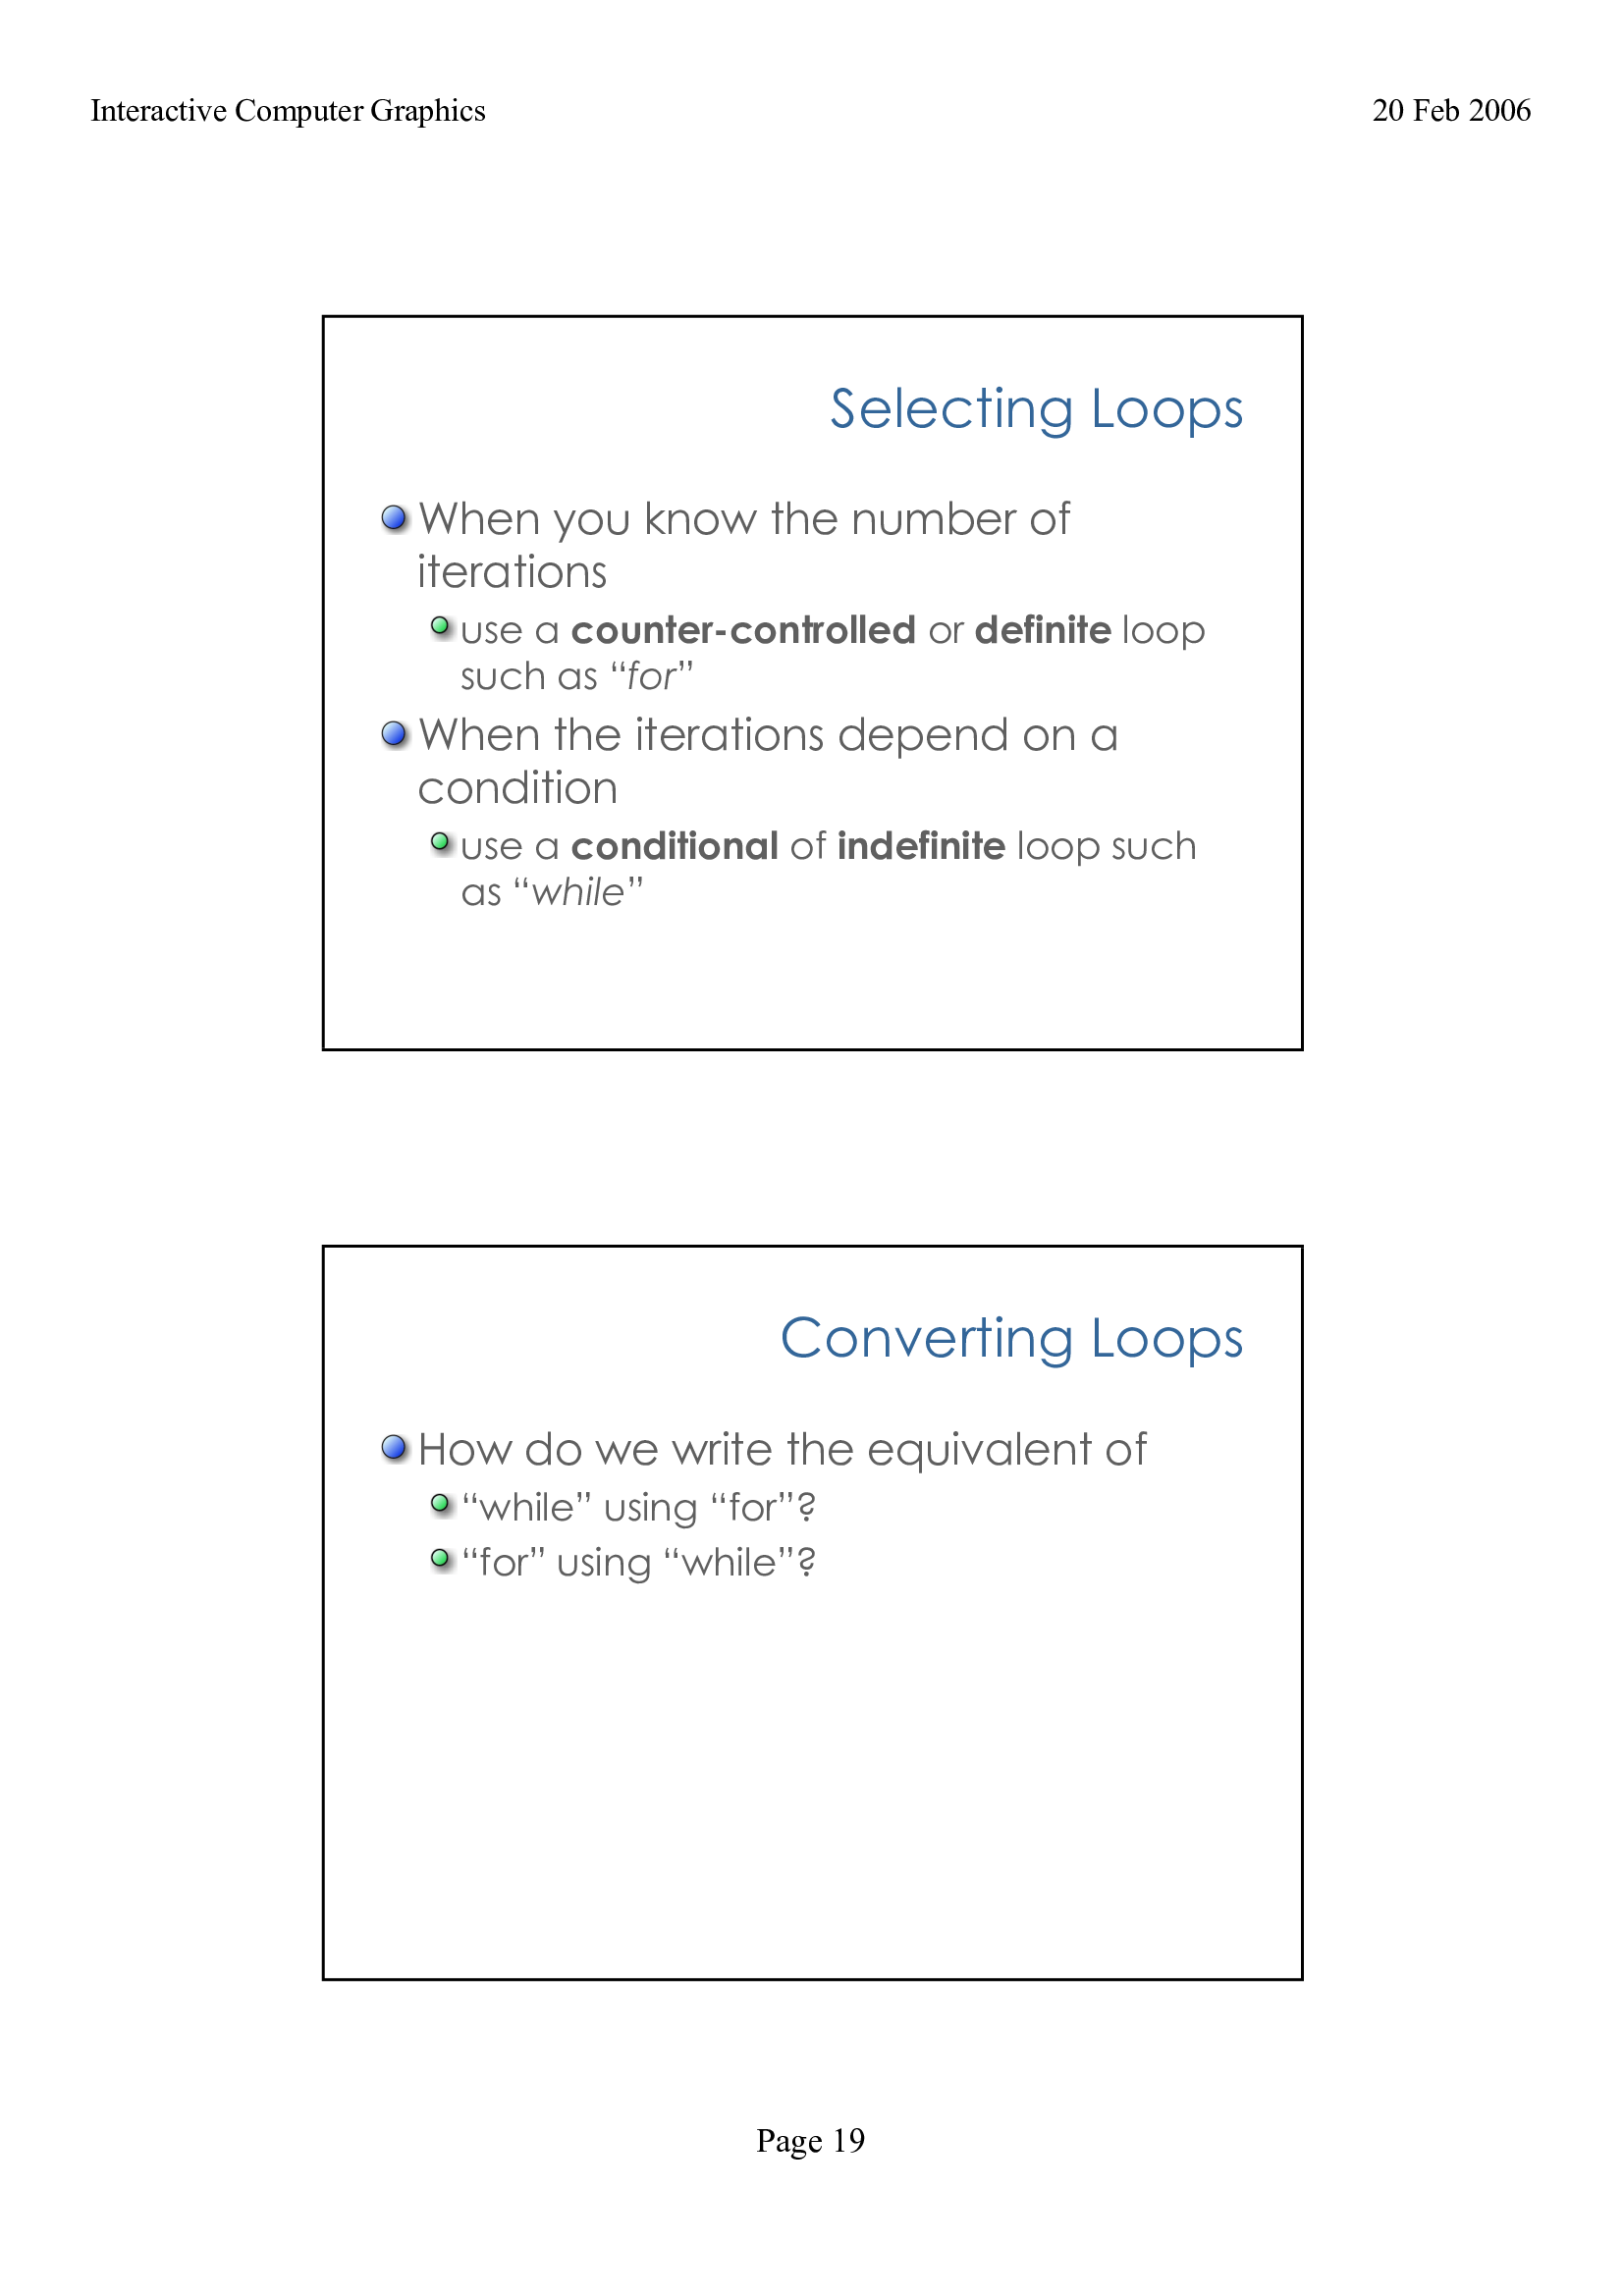 Interactive Computer Graphics 20 Feb 2006
Selecting Loops
When you know the number of
iterations
use a counter-controlled or definite loop
such as “for”
When the iterations depend on a
condition
use a conditional of indefinite loop such
as “while”
Converting Loops
How do we write the equivalent of
“while” using “for”?
“for” using “while”?
Page 19